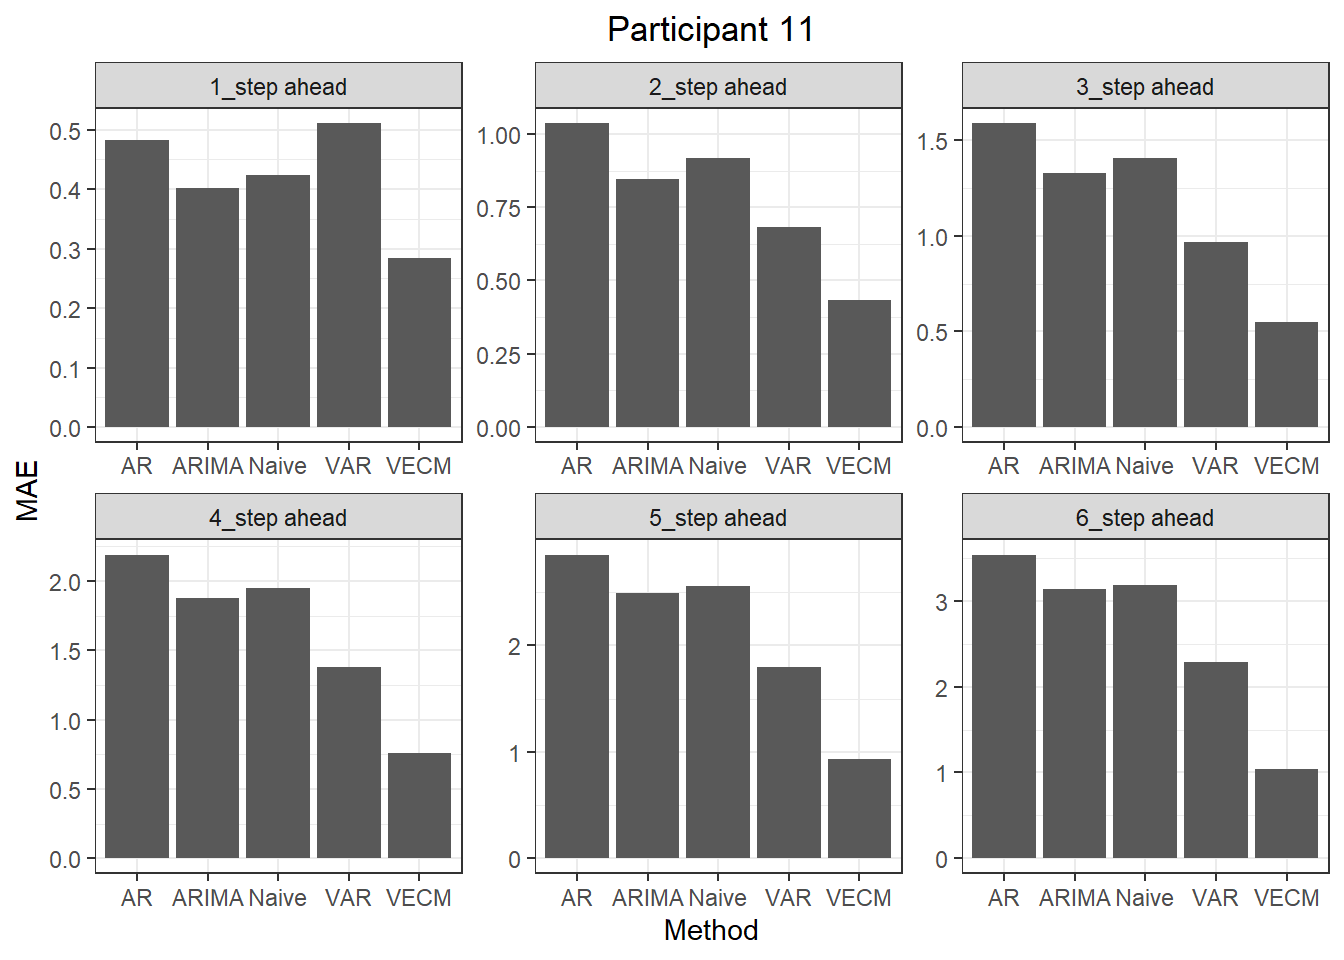 Participant 11
1_step ahead
2_step ahead
3_step ahead
0.5
0.4
0.3
0.2
0.1
0.0
1.00
0.75
0.50
0.25
0.00
1.5
1.0
0.5
0.0
AR ARIMA Naive VAR VECM
AR ARIMA Naive VAR VECM
AR ARIMA Naive VAR VECM
MAE
4_step ahead
5_step ahead
6_step ahead
2.0
1.5
1.0
0.5
0.0
2
1
0
3
2
1
0
AR ARIMA Naive VAR VECM
AR ARIMA Naive VAR VECM
AR ARIMA Naive VAR VECM
Method